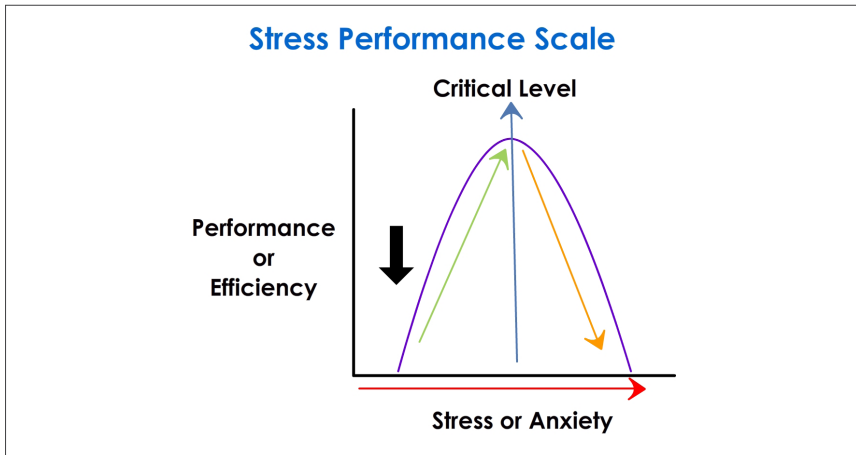 Stress Performance Scale
Critical Level
Performance
or
Efficiency
Stress or Anxiety